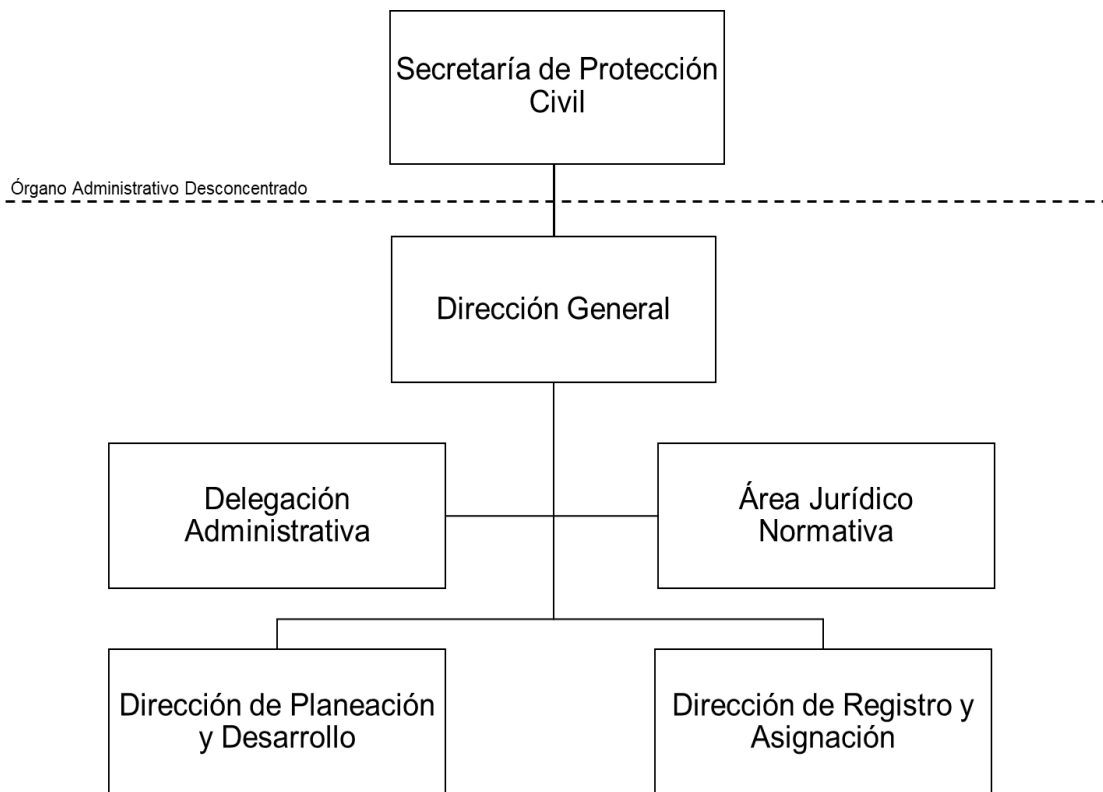 Secretaría de Protección
Civil
Órgano Administrativo Desconcentrado
Dirección General
Delegación
Administrativa
Área Jurídico
Normativa
Dirección de Planeación
y Desarrollo
Dirección de Registro y
Asignación